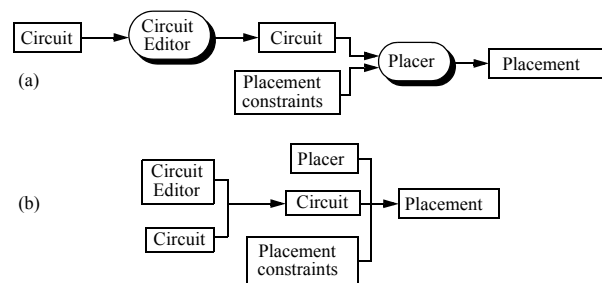 Circuit
Circuit
Editor
Circuit
Placer
Placement
(a)
Placement
constraints
Circuit
Editor
Placer
(b)
Circuit
Placement
Circuit
Placement
constraints